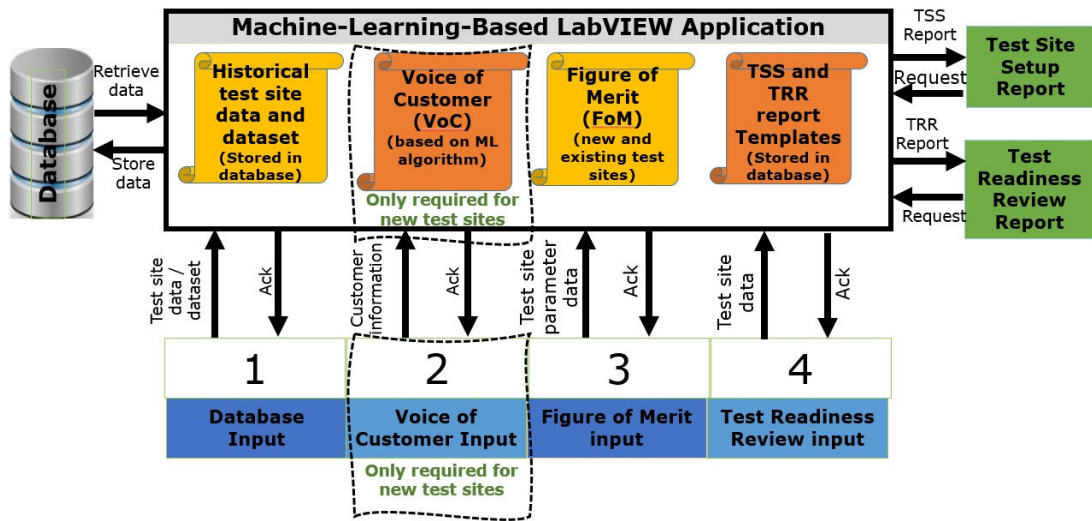 Machine-Learning-Based LabVIEW Application
Database
Retrieve
data
Store
data
Historical
test site
data and
dataset
(Stored in
database)
Voice of
Customer
(VoC)
(based on ML
algorithm)
Only required for
new test sites
Figure of
Merit
(FoM)
(new and
existing test
sites)
TSS and
TRR
report
Templates
(Stored in
database)
TSS
Report
Request
Test Site
Setup
Report
TRR
Report
Request
Test
Readiness
Review
Report
Test site
data /
dataset
Ack
Customer
information
Ack
Test site
parameter
data
Ack
Test site
data
Ack
1
2
3
4
Database
Input
Voice of
Customer Input
Figure of Merit
input
Test Readiness
Review input
Only required for
new test sites